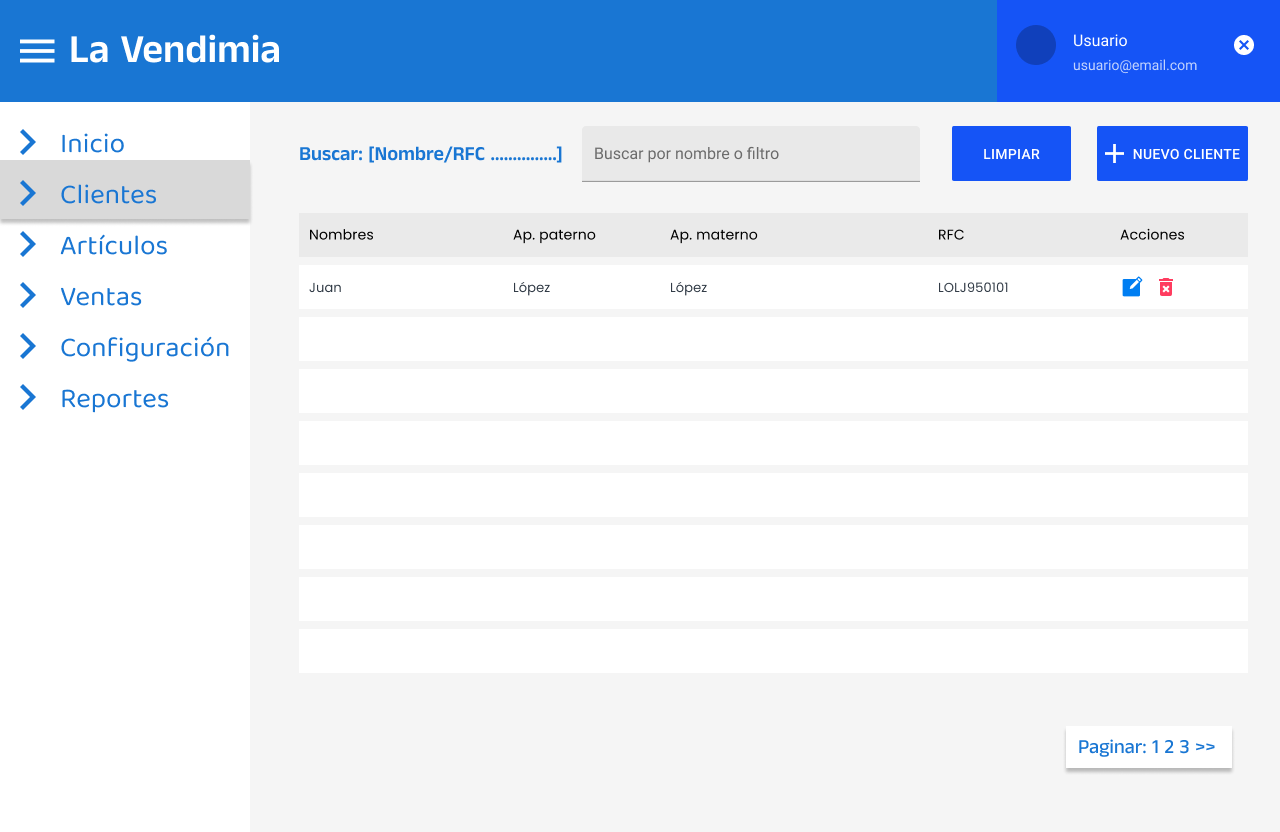 La Vendimia
Usuario
usuario@email.com
Inicio
Clientes
Artículos
Ventas
Configuración
Reportes
Buscar: [Nombre/RFC ...............]
Buscar por nombre o filtro
LIMPIAR
NUEVO CLIENTE
Nombres Ap. paterno Ap. materno RFC Acciones
Juan López López LOLJ950101
Paginar: 1 2 3 >>